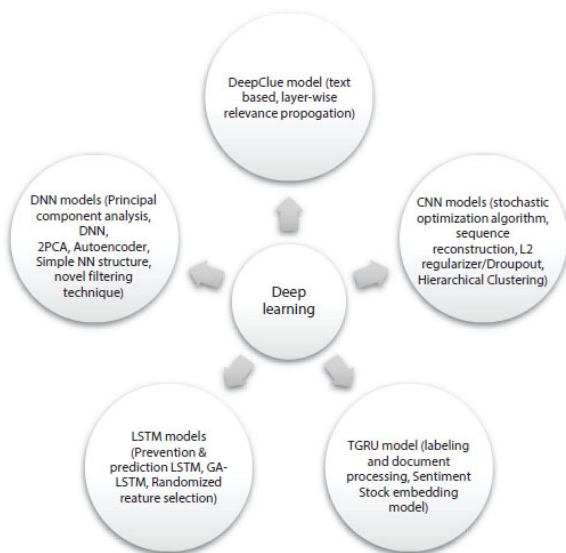 DeepClue model (text
based, layer-wise
relevance propogation)
DNN models (Principal
component analysis,
DNN,
2PCA, Autoencoder,
Simple NN structure,
novel filtering
technique)
CNN models (stochastic
optimization algorithm,
sequence
reconstruction, L2
regularizer/Droupout,
Hierarchical Clustering)
Deep
learning
LSTM models
(Prevention &
prediction LSTM, GA-
LSTM, Randomized
reature selection)
TGRU model (labeling
and document
processing, Sentiment
Stock embedding
model)